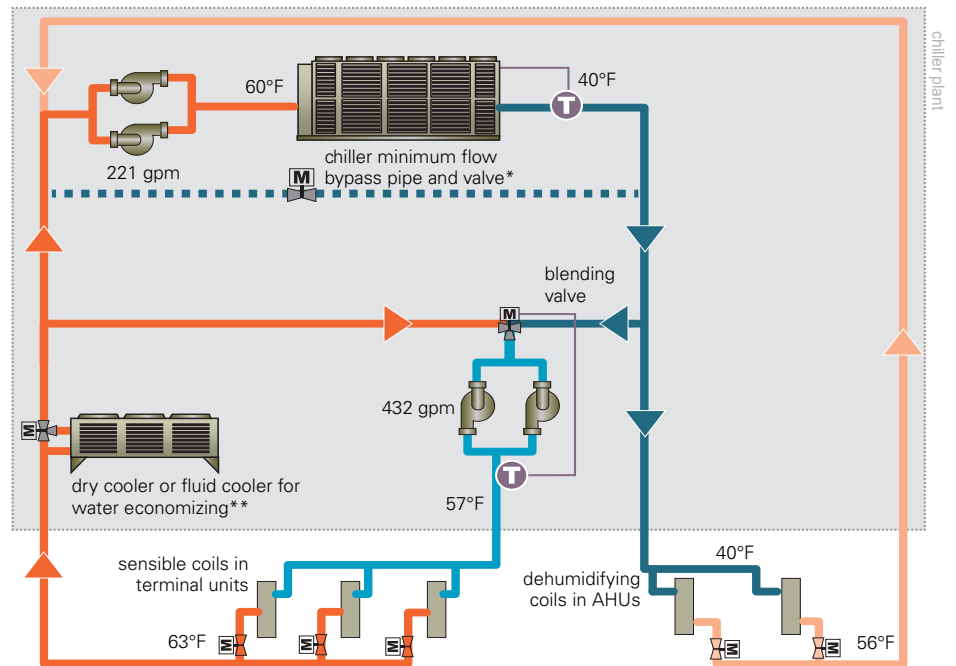 chiller plant
60°F
40°F
T
221 gpm
chiller minimum flow
bypass pipe and valve*
M
blending
valve
M
432 gpm
M
dry cooler or fluid cooler for
water economizing**
T
57°F
sensible coils in
terminal units
40°F
dehumidifying
coils in AHUs
63°F
M
M
M
M
M
56°F